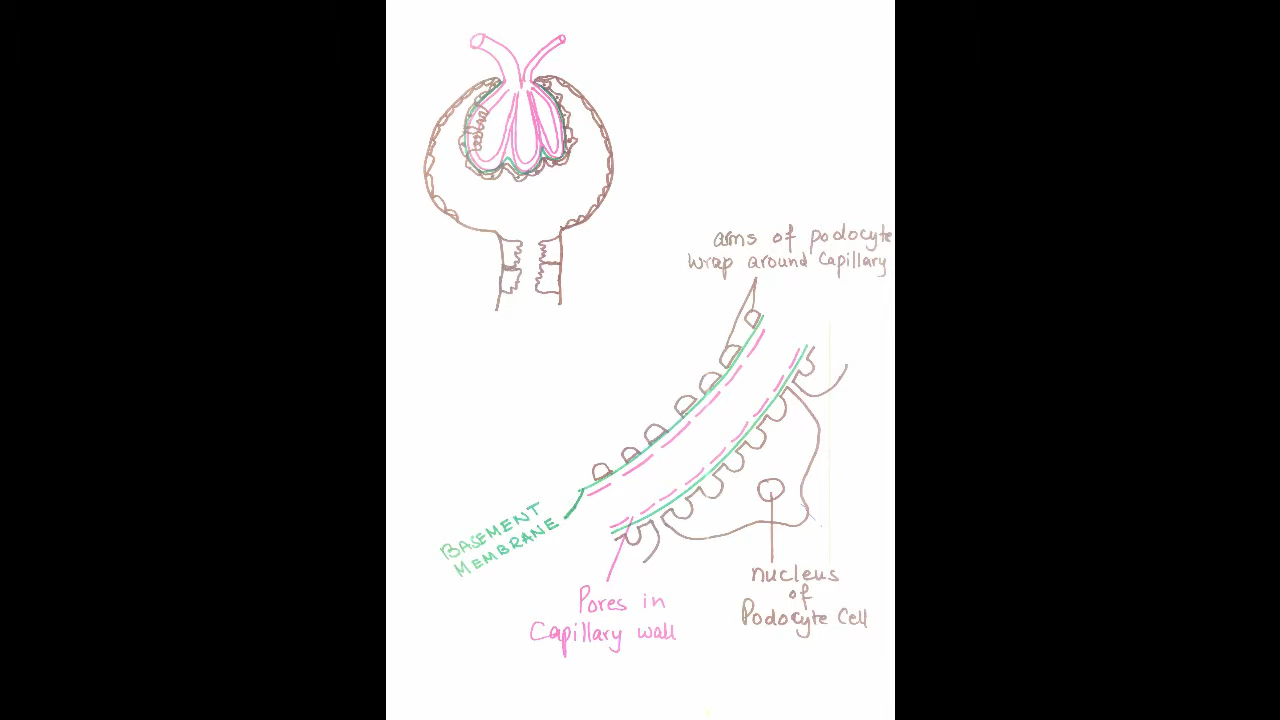 arms of podocyte
wrap around Capillary
BASEMENT
MEMBRANE
Pores in
Capillary wall
nucleus
of
Podocyte Cell